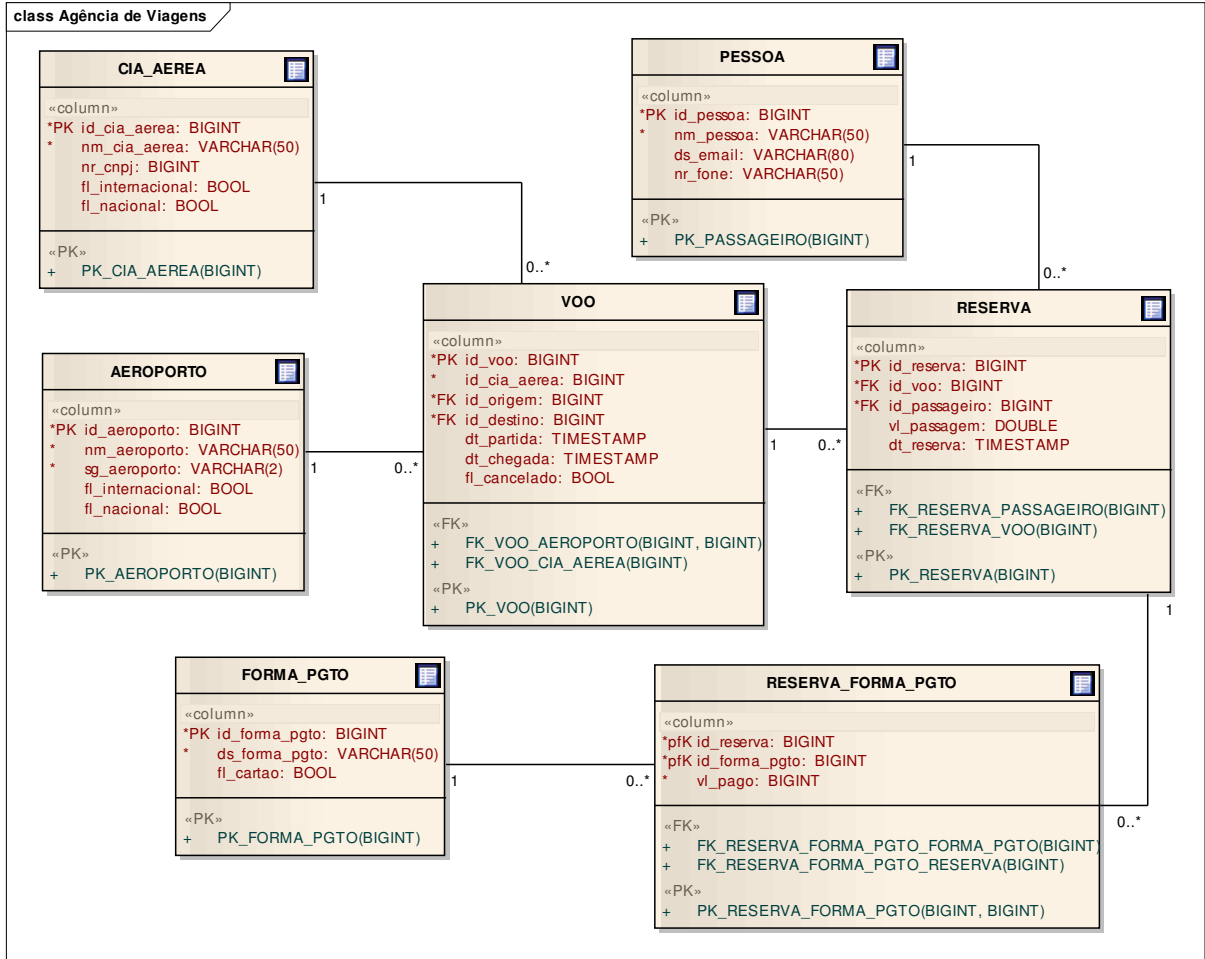 class Agência de Viagens
CIA_AEREA
«column»
*PK id_cia_aerea: BIGINT
* nm_cia_aerea: VARCHAR(50)
nr_cnpj: BIGINT
fl_internacional: BOOL
fl_nacional: BOOL
«PK»
+ PK_CIA_AEREA(BIGINT)
1
0..*
PESSOA
«column»
*PK id_pessoa: BIGINT
* nm_pessoa: VARCHAR(50)
ds_email: VARCHAR(80)
nr_fone: VARCHAR(50)
«PK»
+ PK_PASSAGEIRO(BIGINT)
1
0..*
AEROPORTO
«column»
*PK id_aeroporto: BIGINT
* nm_aeroporto: VARCHAR(50)
* sg_aeroporto: VARCHAR(2)
fl_internacional: BOOL
fl_nacional: BOOL
«PK»
+ PK_AEROPORTO(BIGINT)
1
0..*
VOO
«column»
*PK id_voo: BIGINT
* id_cia_aerea: BIGINT
*FK id_origem: BIGINT
*FK id_destino: BIGINT
dt_partida: TIMESTAMP
dt_chegada: TIMESTAMP
fl_cancelado: BOOL
«FK»
+ FK_VOO_AEROPORTO(BIGINT, BIGINT)
+ FK_VOO_CIA_AEREA(BIGINT)
«PK»
+ PK_VOO(BIGINT)
1
0..*
RESERVA
«column»
*PK id_reserva: BIGINT
*FK id_voo: BIGINT
*FK id_passageiro: BIGINT
vl_passagem: DOUBLE
dt_reserva: TIMESTAMP
«FK»
+ FK_RESERVA_PASSAGEIRO(BIGINT)
+ FK_RESERVA_VOO(BIGINT)
«PK»
+ PK_RESERVA(BIGINT)
1
0..*
FORMA_PGTO
«column»
*PK id_forma_pgto: BIGINT
* ds_forma_pgto: VARCHAR(50)
fl_cartao: BOOL
«PK»
+ PK_FORMA_PGTO(BIGINT)
1
0..*
RESERVA_FORMA_PGTO
«column»
*pfK id_reserva: BIGINT
*pfK id_forma_pgto: BIGINT
* vl_pago: BIGINT
«FK»
+ FK_RESERVA_FORMA_PGTO_FORMA_PGTO(BIGINT)
+ FK_RESERVA_FORMA_PGTO_RESERVA(BIGINT)
«PK»
+ PK_RESERVA_FORMA_PGTO(BIGINT, BIGINT)